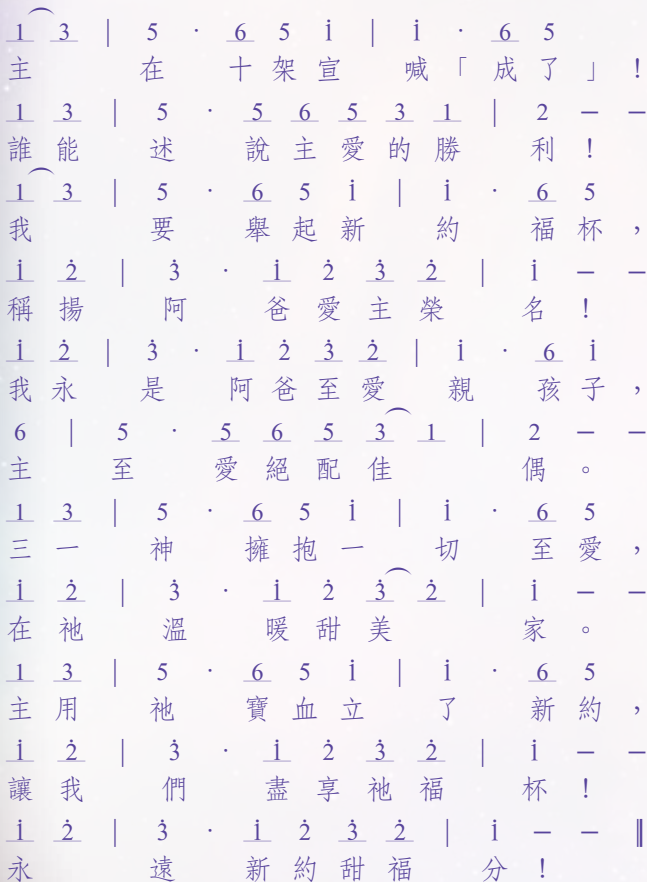 1 3 | 5 · 6 5 i̇ | i̇ · 6 5
主 在 十架宣 喊「成了」!
1 3 | 5 · 5 6 5 3 1 | 2 – –
誰能 述 說主愛的勝 利!
1 3 | 5 · 6 5 i̇ | i̇ · 6 5
我 要 舉起新 約 福杯,
i̇ 2̇ | 3̇ · i̇ 2̇ 3̇ 2̇ | i̇ – –
稱揚 阿 爸愛主榮 名!
i̇ 2̇ | 3̇ · i̇ 2̇ 3̇ 2̇ | i̇ · 6 i̇
我永 是 阿爸至愛 親 孩子,
6 | 5 · 5 6 5 3 1 | 2 – –
主 至 愛絕配佳 偶。
1 3 | 5 · 6 5 i̇ | i̇ · 6 5
三一 神 擁抱一 切 至愛,
i̇ 2̇ | 3̇ · i̇ 2̇ 3̇ 2̇ | i̇ – –
在祂 溫 暖甜美 家。
1 3 | 5 · 6 5 i̇ | i̇ · 6 5
主用 祂 寶血立 了 新約,
i̇ 2̇ | 3̇ · i̇ 2̇ 3̇ 2̇ | i̇ – –
讓我 們 盡享祂福 杯!
i̇ 2̇ | 3̇ · i̇ 2̇ 3̇ 2̇ | i̇ – – ‖
永 遠 新約甜福 分!